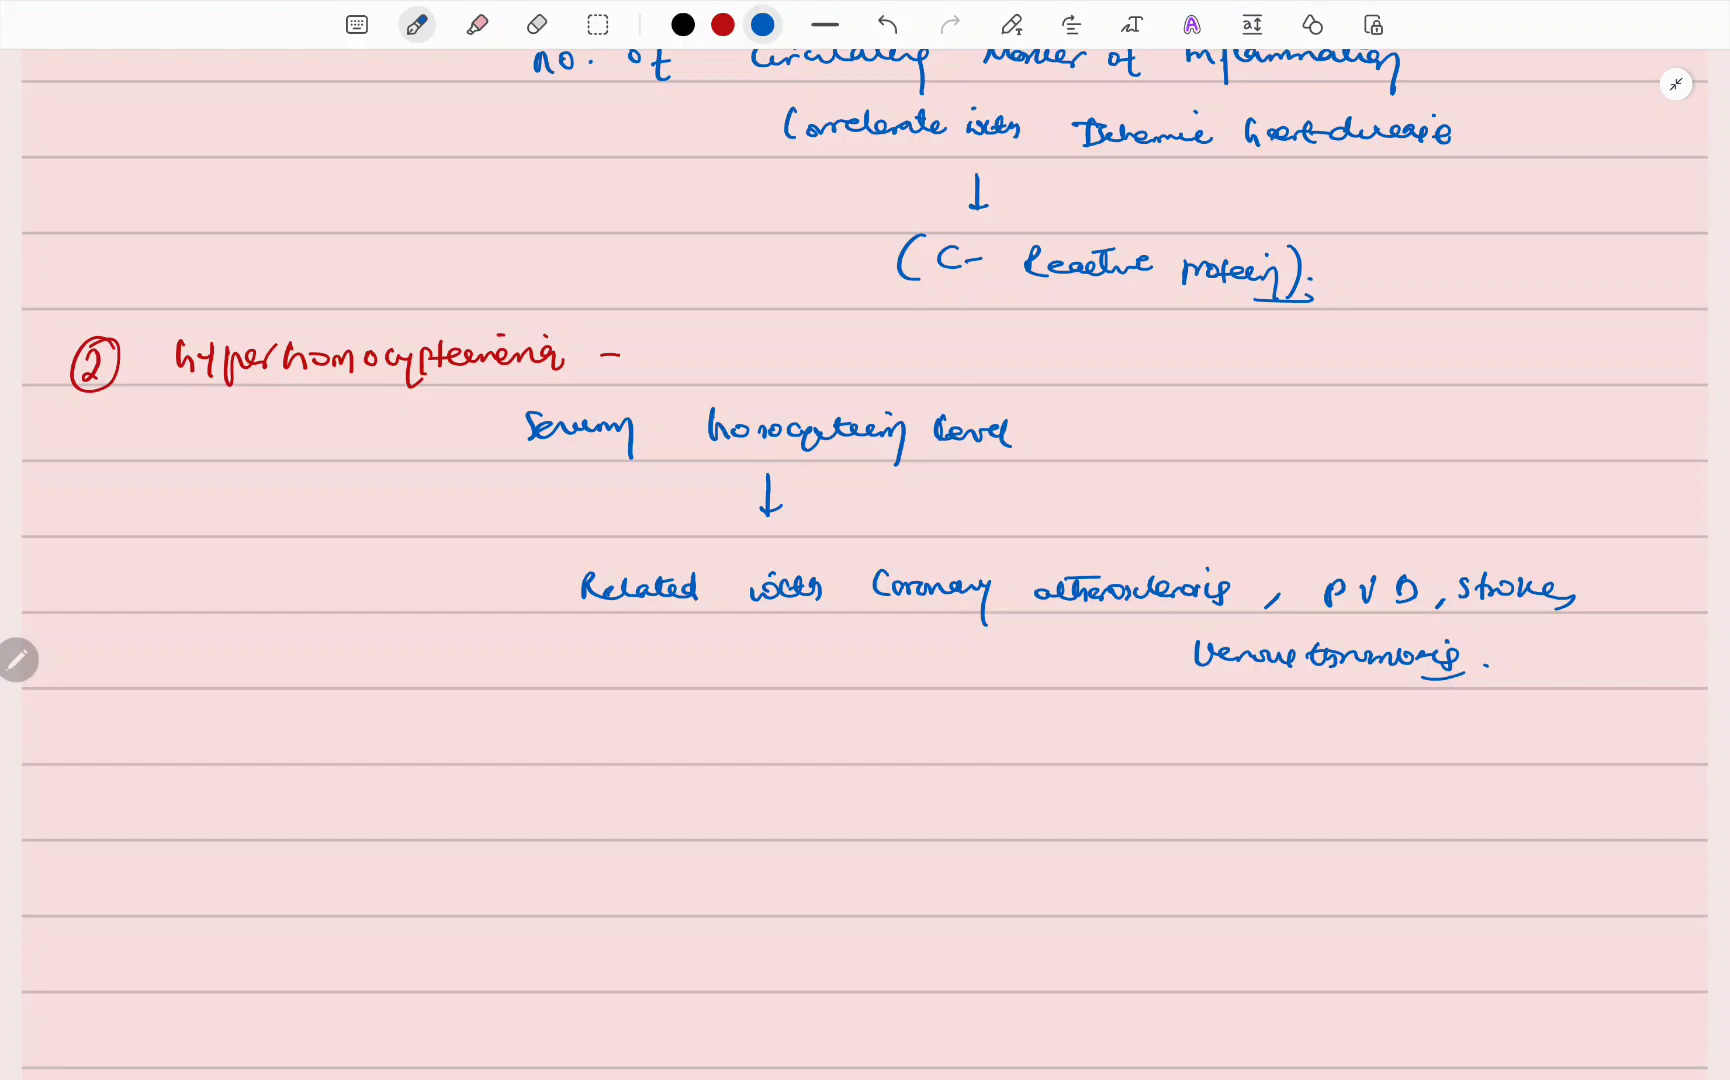 no. of Circulating Marker of Inflammation
Correlate with Ischemic heart disease
↓
(C- Reactive protein).
② hyperhomocysteinemia -
Serum homocysteine level
↓
Related with Coronary atherosclerosis, PVD, stroke,
Venous thrombosis.